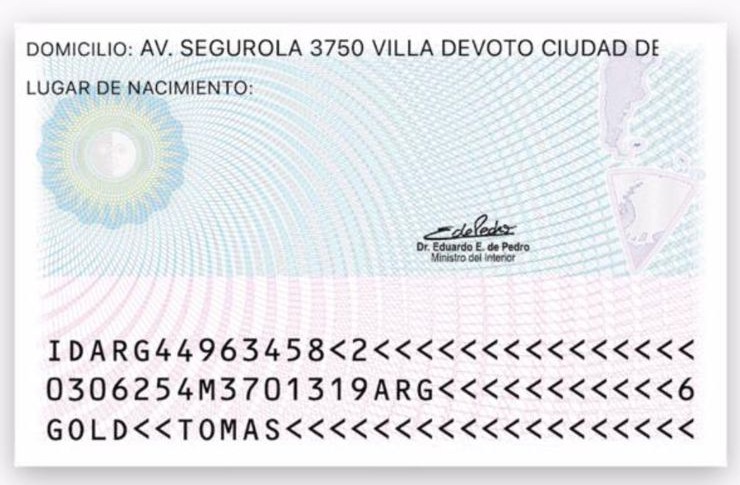 DOMICILIO: AV. SEGUROLA 3750 VILLA DEVOTO CIUDAD DE
LUGAR DE NACIMIENTO:
EdePedro
Dr. Eduardo E. de Pedro
Ministro del Interior
IDARG44963458<2<<<<<<<<<<<<<<<
0306254M3701319ARG<<<<<<<<<<<6
GOLD<<TOMAS<<<<<<<<<<<<<<<<<<<